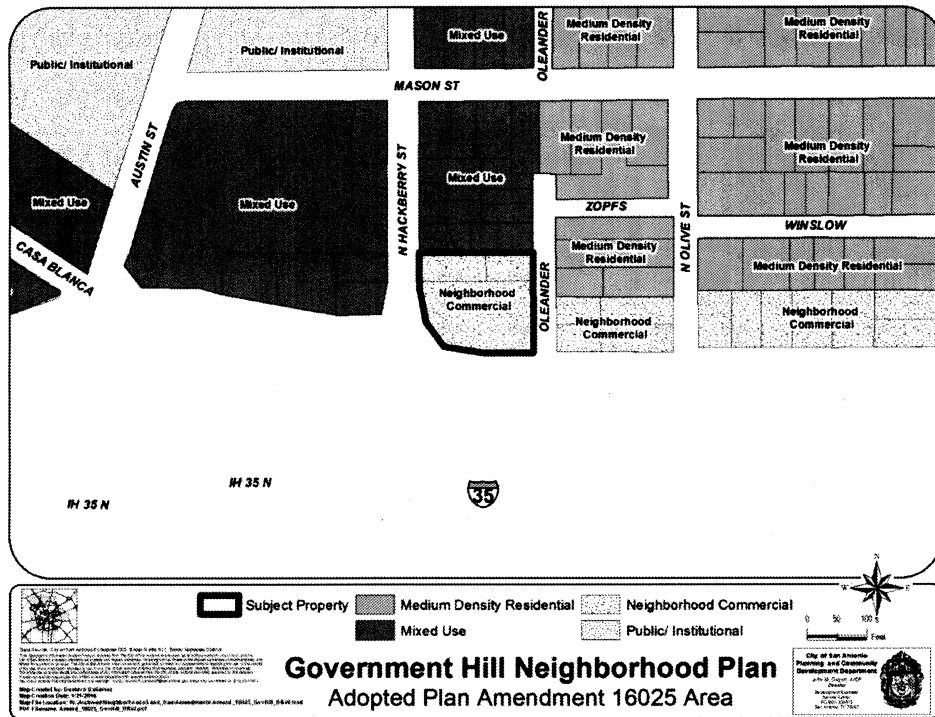 Public/ Institutional
Public/ Institutional
Mixed Use
OLEANDER
Medium Density
Residential
Medium Density
Residential
MASON ST
AUSTIN ST
N HACKBERRY ST
Mixed Use
Mixed Use
Mixed Use
Medium Density
Residential
Medium Density
Residential
ZOPFS
N OLIVE ST
WINSLOW
CASA BLANCA
OLEANDER
Medium Density
Residential
Medium Density Residential
Neighborhood
Commercial
Neighborhood
Commercial
Neighborhood
Commercial
IH 35 N
IH 35 N
35
N
W
E
S
Subject Property
Medium Density Residential
Neighborhood Commercial
Mixed Use
Public/ Institutional
0 50 100
Feet
Government Hill Neighborhood Plan
Adopted Plan Amendment 16025 Area
City of San Antonio
Planning and Community
Development Department